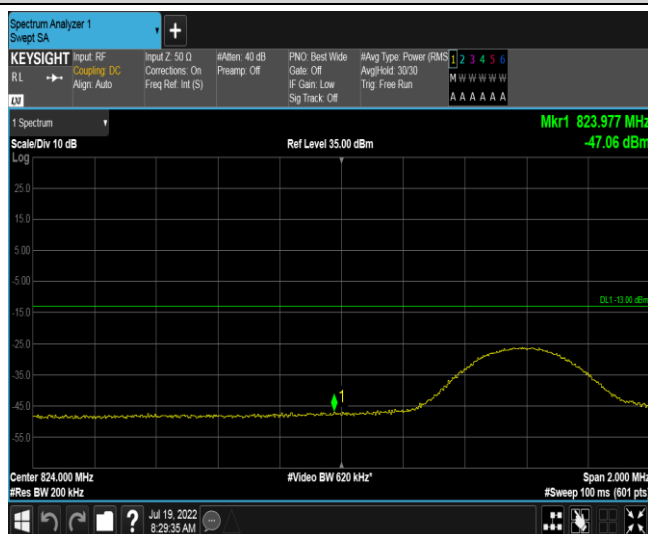 Spectrum Analyzer 1
Swept SA
+
KEYSIGHT
RL
LXI
Input: RF
Coupling: DC
Align: Auto
Input Z: 50 Ω
Corrections: On
Freq Ref: Int (S)
#Atten: 40 dB
Preamp: Off
PNO: Best Wide
Gate: Off
IF Gain: Low
Sig Track: Off
#Avg Type: Power (RMS
Avg|Hold: 30/30
Trig: Free Run
1 2 3 4 5 6
M W W W W W
A A A A A A
1 Spectrum
Mkr1 823.977 MHz
Scale/Div 10 dB
Ref Level 35.00 dBm
-47.06 dBm
Log
25.0
15.0
5.00
-5.00
DL1 -13.00 dBm
-15.0
-25.0
-35.0
1
-45.0
-55.0
Center 824.000 MHz
#Video BW 620 kHz*
Span 2.000 MHz
#Res BW 200 kHz
#Sweep 100 ms (601 pts)
?
Jul 19, 2022
8:29:35 AM